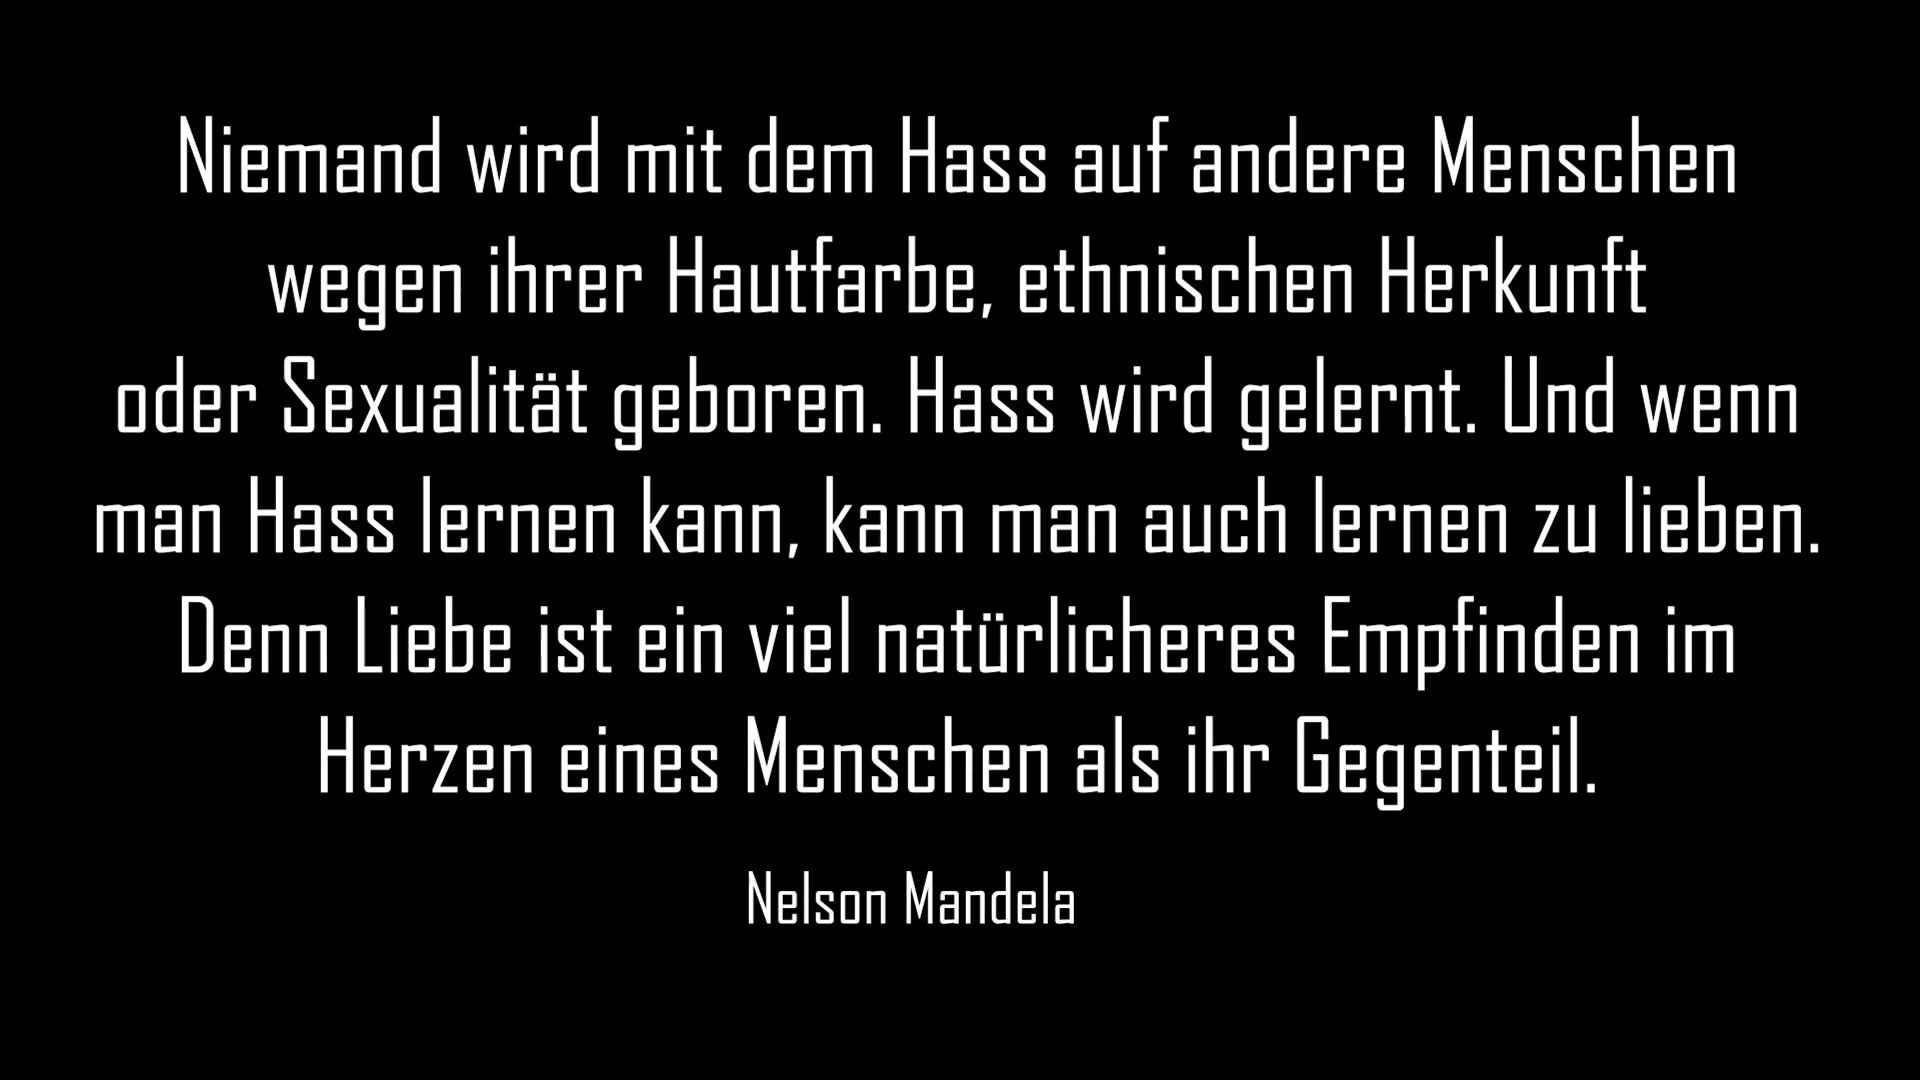 Niemand wird mit dem Hass auf andere Menschen
wegen ihrer Hautfarbe, ethnischen Herkunft
oder Sexualität geboren. Hass wird gelernt. Und wenn
man Hass lernen kann, kann man auch lernen zu lieben.
Denn Liebe ist ein viel natürlicheres Empfinden im
Herzen eines Menschen als ihr Gegenteil.
Nelson Mandela